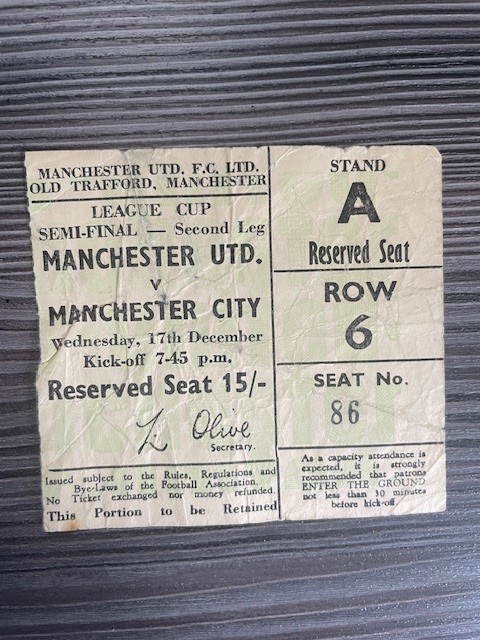 MANCHESTER UTD. F.C. LTD.
OLD TRAFFORD, MANCHESTER
LEAGUE CUP
SEMI-FINAL — Second Leg
MANCHESTER UTD.
v
MANCHESTER CITY
Wednesday, 17th December
Kick-off 7-45 p.m.
Reserved Seat 15/-
L. Olive
Secretary.
Issued subject to the Rules, Regulations and
Bye-Laws of the Football Association.
No Ticket exchanged nor money refunded.
This Portion to be Retained
STAND
A
Reserved Seat
ROW
6
SEAT No.
86
As a capacity attendance is
expected, it is strongly
recommended that patrons
ENTER THE GROUND
not less than 30 minutes
before kick-off